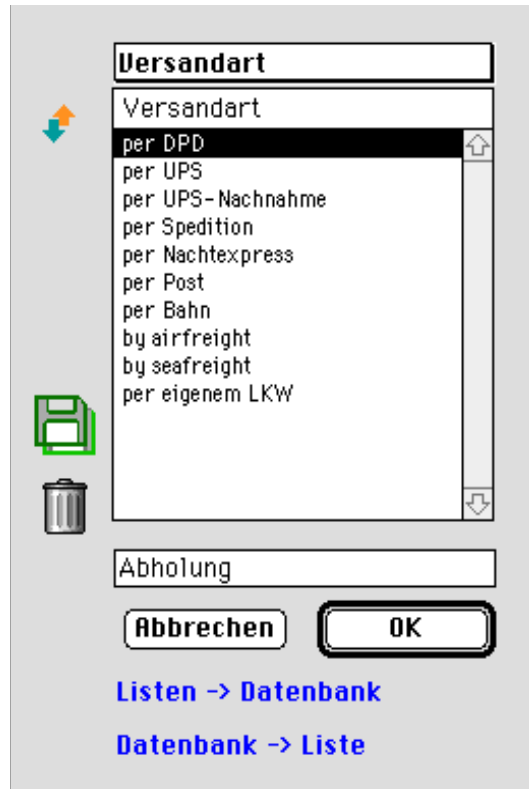 Versandart
Versandart
per DPD
per UPS
per UPS-Nachnahme
per Spedition
per Nachtexpress
per Post
per Bahn
by airfreight
by seafreight
per eigenem LKW
Abholung
Abbrechen OK
Listen -> Datenbank
Datenbank -> Liste